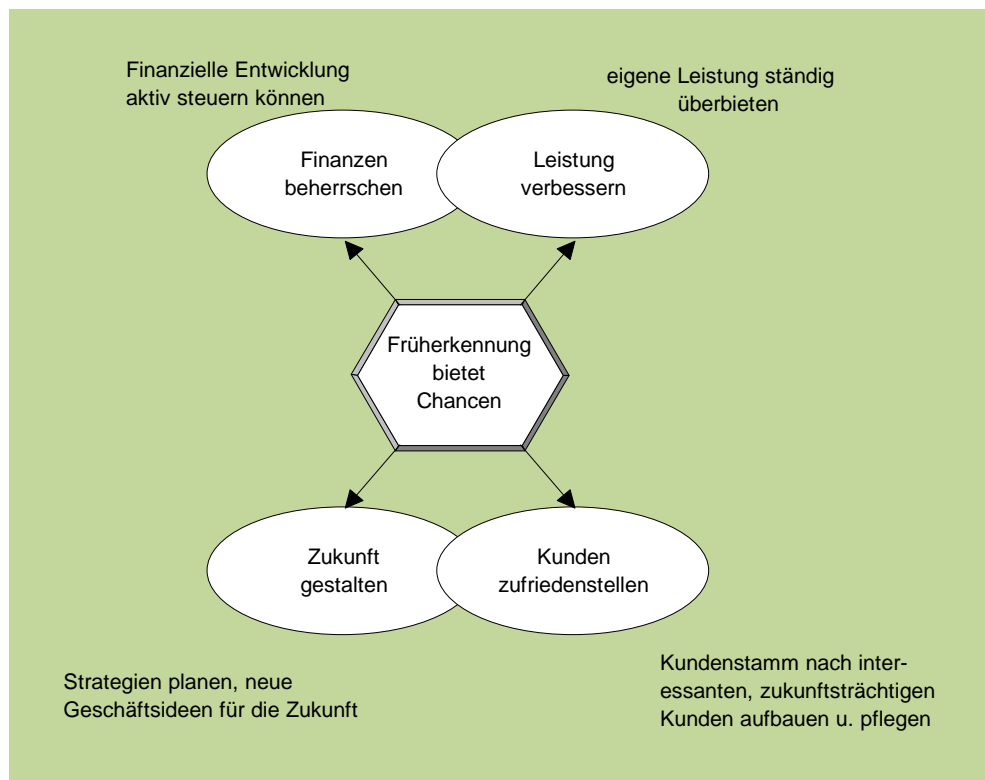 Finanzielle Entwicklung
aktiv steuern können
eigene Leistung ständig
überbieten
Finanzen
beherrschen
Leistung
verbessern
Früherkennung
bietet
Chancen
Zukunft
gestalten
Kunden
zufriedenstellen
Strategien planen, neue
Geschäftsideen für die Zukunft
Kundenstamm nach inter-
essanten, zukunftsträchtigen
Kunden aufbauen u. pflegen